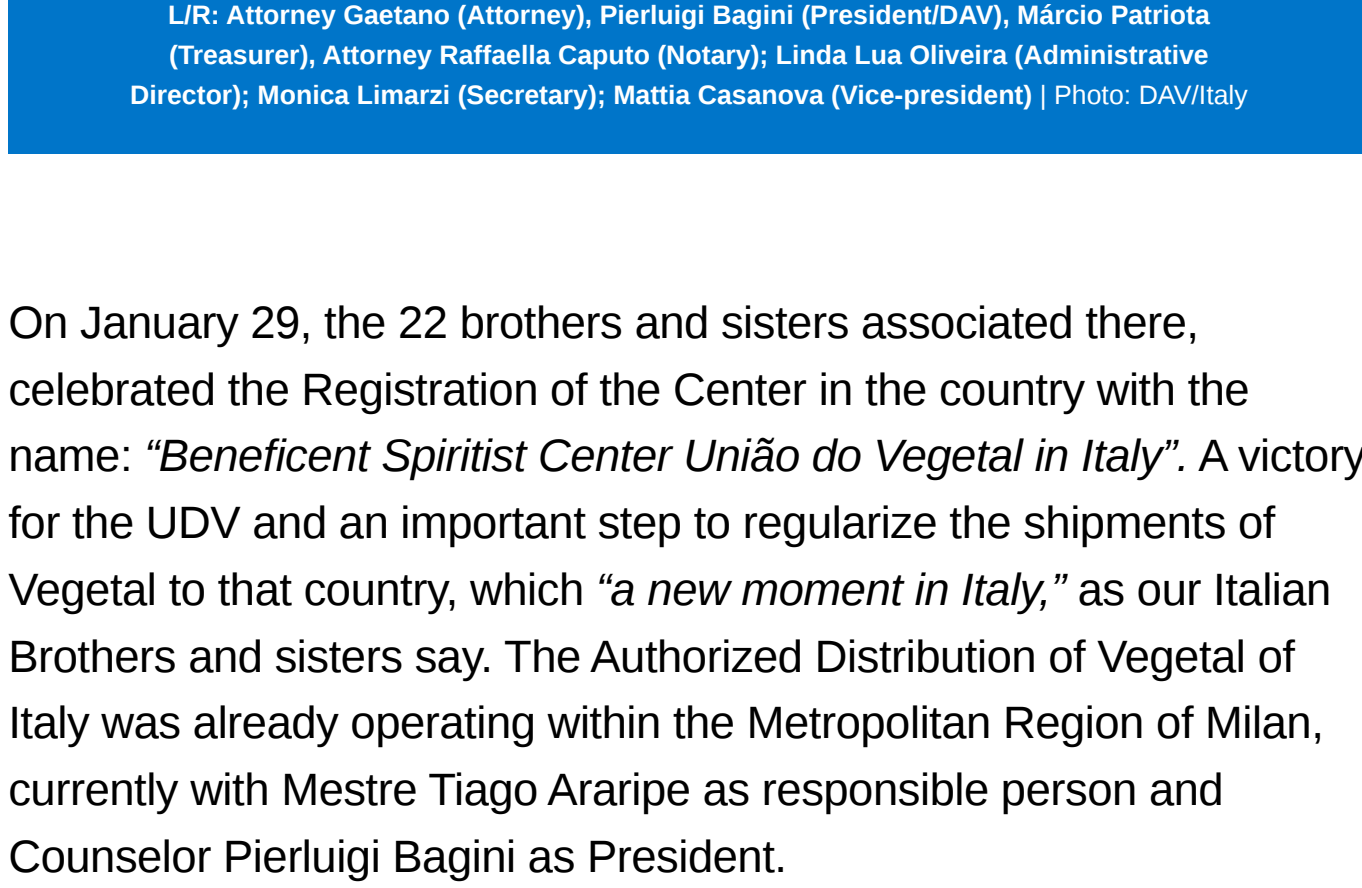 L/R: Attorney Gaetano (Attorney), Pierluigi Bagini (President/DAV), Márcio Patriota
(Treasurer), Attorney Raffaella Caputo (Notary); Linda Lua Oliveira (Administrative
Director); Monica Limarzi (Secretary); Mattia Casanova (Vice-president) | Photo: DAV/Italy
On January 29, the 22 brothers and sisters associated there,
celebrated the Registration of the Center in the country with the
name: “Beneficent Spiritist Center União do Vegetal in Italy”. A victory
for the UDV and an important step to regularize the shipments of
Vegetal to that country, which “a new moment in Italy,” as our Italian
Brothers and sisters say. The Authorized Distribution of Vegetal of
Italy was already operating within the Metropolitan Region of Milan,
currently with Mestre Tiago Araripe as responsible person and
Counselor Pierluigi Bagini as President.